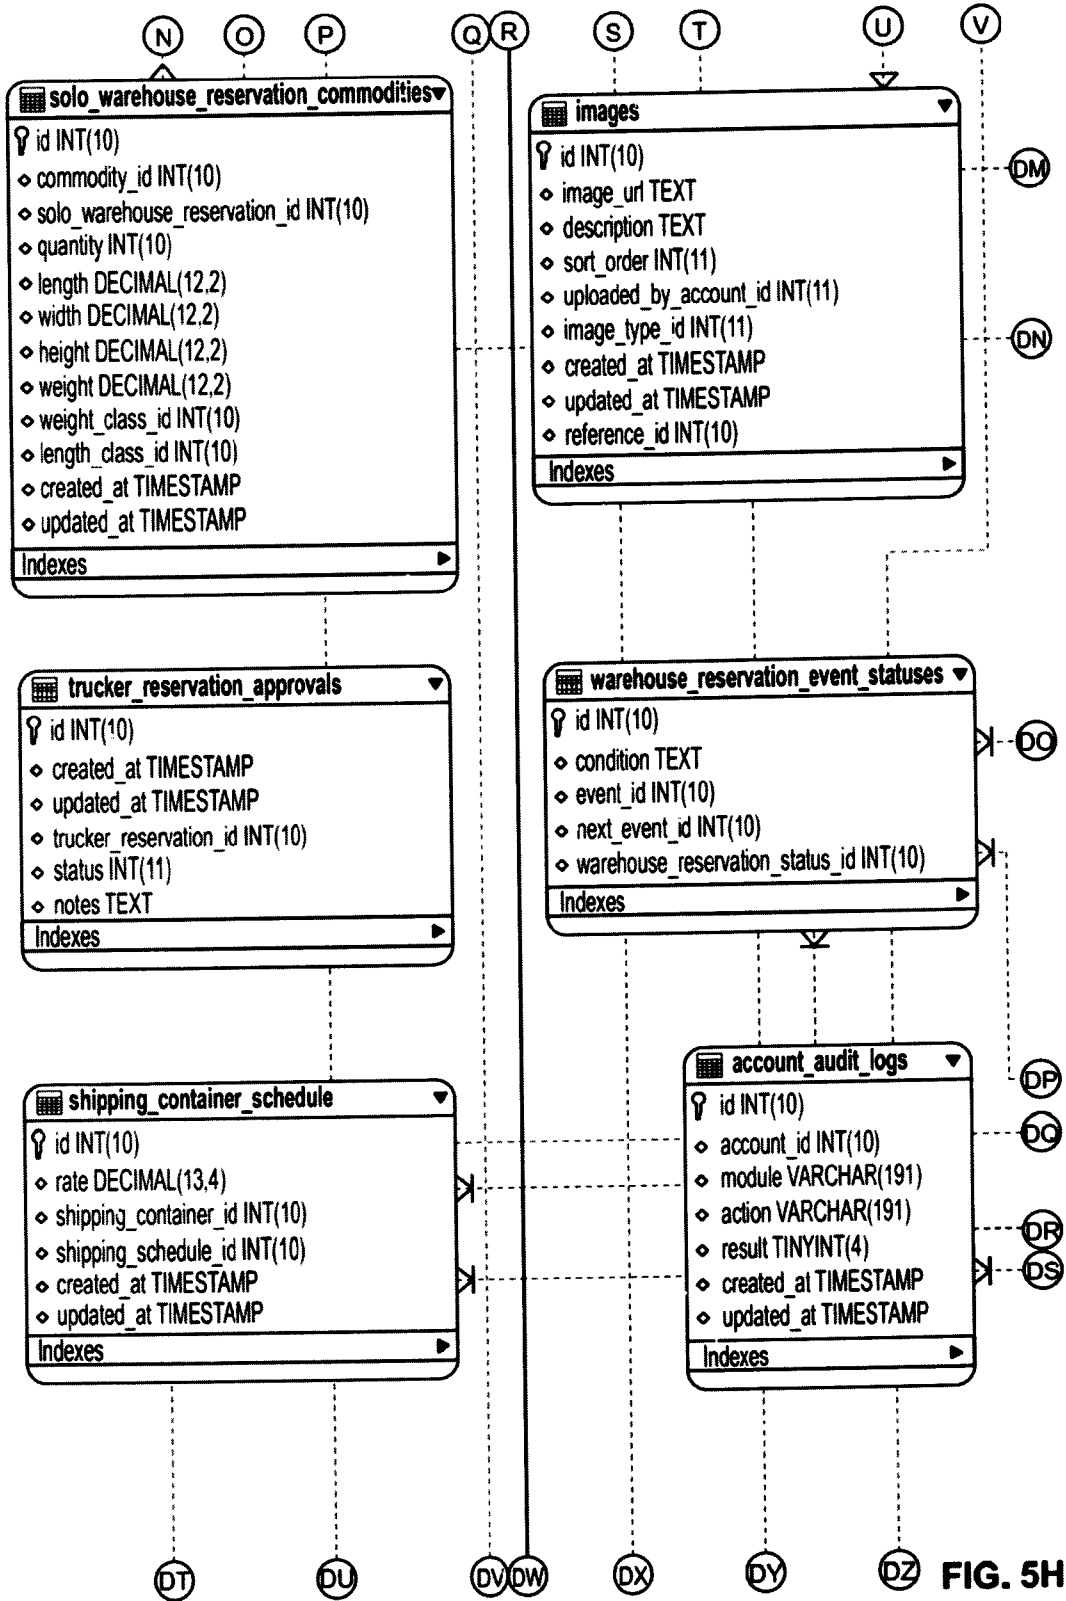 N O P Q R S T U V
solo_warehouse_reservation_commodities
id INT(10)
commodity_id INT(10)
solo_warehouse_reservation_id INT(10)
quantity INT(10)
length DECIMAL(12,2)
width DECIMAL(12,2)
height DECIMAL(12,2)
weight DECIMAL(12,2)
weight_class_id INT(10)
length_class_id INT(10)
created_at TIMESTAMP
updated_at TIMESTAMP
Indexes
images
id INT(10)
image_url TEXT
description TEXT
sort_order INT(11)
uploaded_by_account_id INT(11)
image_type_id INT(11)
created_at TIMESTAMP
updated_at TIMESTAMP
reference_id INT(10)
Indexes
DM
DN
trucker_reservation_approvals
id INT(10)
created_at TIMESTAMP
updated_at TIMESTAMP
trucker_reservation_id INT(10)
status INT(11)
notes TEXT
Indexes
warehouse_reservation_event_statuses
id INT(10)
condition TEXT
event_id INT(10)
next_event_id INT(10)
warehouse_reservation_status_id INT(10)
Indexes
DO
DP
shipping_container_schedule
id INT(10)
rate DECIMAL(13,4)
shipping_container_id INT(10)
shipping_schedule_id INT(10)
created_at TIMESTAMP
updated_at TIMESTAMP
Indexes
account_audit_logs
id INT(10)
account_id INT(10)
module VARCHAR(191)
action VARCHAR(191)
result TINYINT(4)
created_at TIMESTAMP
updated_at TIMESTAMP
Indexes
DQ
DR
DS
DT DU DV DW DX DY DZ
FIG. 5H